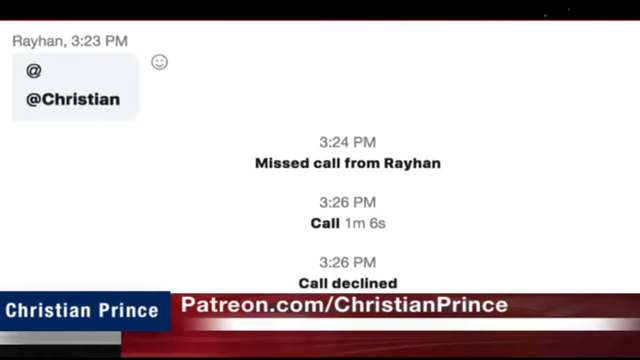 Rayhan, 3:23 PM
@
@Christian
3:24 PM
Missed call from Rayhan
3:26 PM
Call 1m 6s
3:26 PM
Call declined
Christian Prince
Patreon.com/ChristianPrince